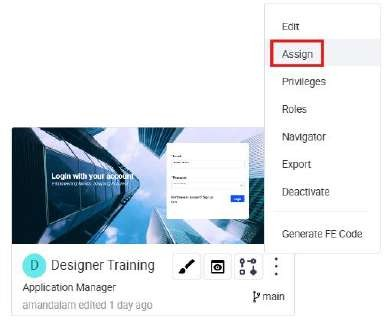 Edit
Assign
Privileges
Roles
Navigator
Export
Deactivate
Generate FE Code
Login with your account
D Designer Training
Application Manager
main
amandalam edited 1 day ago